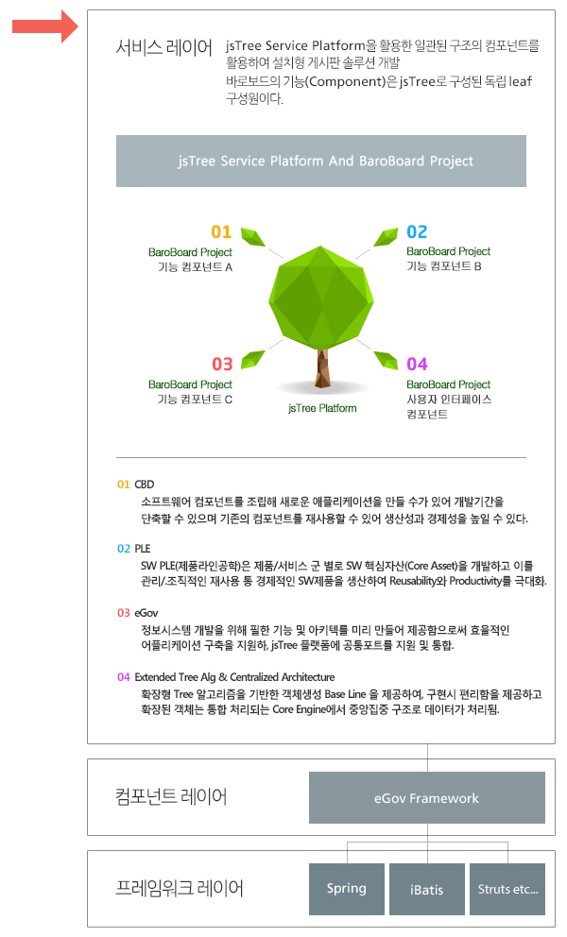 서비스 레이어
jsTree Service Platform을 활용한 일관된 구조의 컴포넌트를
활용하여 설치형 게시판 솔루션 개발
바로보드의 기능(Component)은 jsTree로 구성된 독립 leaf
구성원이다.
jsTree Service Platform And BaroBoard Project
01
BaroBoard Project
기능 컴포넌트 A
02
BaroBoard Project
기능 컴포넌트 B
03
BaroBoard Project
기능 컴포넌트 C
04
BaroBoard Project
사용자 인터페이스
컴포넌트
jsTree Platform
01 CBD
소프트웨어 컴포넌트를 조립해 새로운 애플리케이션을 만들 수가 있어 개발기간을
단축할 수 있으며 기존의 컴포넌트를 재사용할 수 있어 생산성과 경제성을 높일 수 있다.
02 PLE
SW PLE(제품라인공학)은 제품/서비스 군 별로 SW 핵심자산(Core Asset)을 개발하고 이를
관리/.조직적인 재사용 통 경제적인 SW제품을 생산하여 Reusability와 Productivity를 극대화.
03 eGov
정보시스템 개발을 위해 필한 기능 및 아키텍를 미리 만들어 제공함으로써 효율적인
어플리케이션 구축을 지원하, jsTree 플랫폼에 공통포트를 지원 및 통합.
04 Extended Tree Alg & Centralized Architecture
확장형 Tree 알고리즘을 기반한 객체생성 Base Line 을 제공하여, 구현시 편리함을 제공하고
확장된 객체는 통합 처리되는 Core Engine에서 중앙집중 구조로 데이터가 처리됨.
컴포넌트 레이어
eGov Framework
프레임워크 레이어
Spring
iBatis
Struts etc...